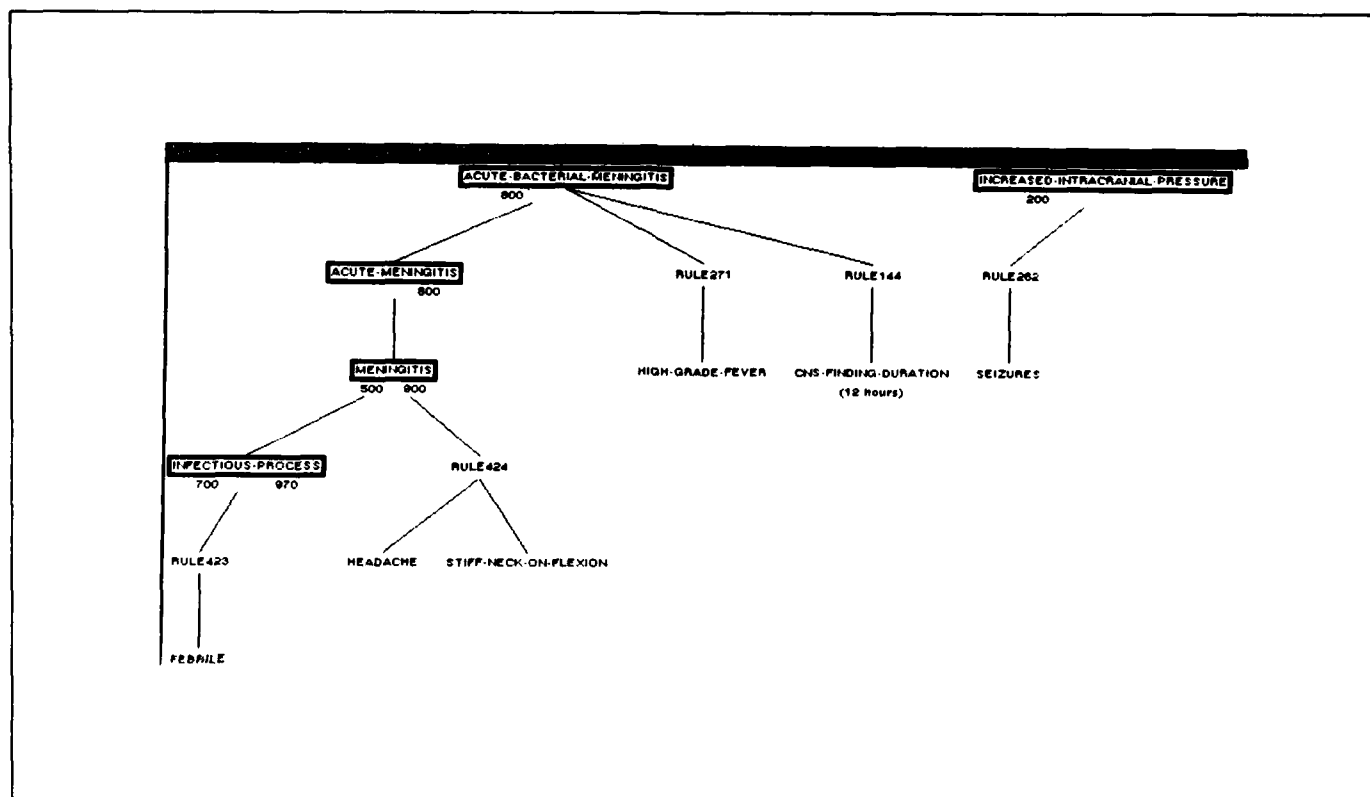 ACUTE-BACTERIAL-MENINGITIS INCREASED-INTRACRANIAL-PRESSURE
800 200
ACUTE-MENINGITIS RULE271 RULE144 RULE262
800
MENINGITIS HIGH-GRADE-FEVER CNS-FINDING-DURATION SEIZURES
500 900 (12 hours)
INFECTIOUS-PROCESS RULE424
700 970
RULE423 HEADACHE STIFF-NECK-ON-FLEXION
FEBRILE